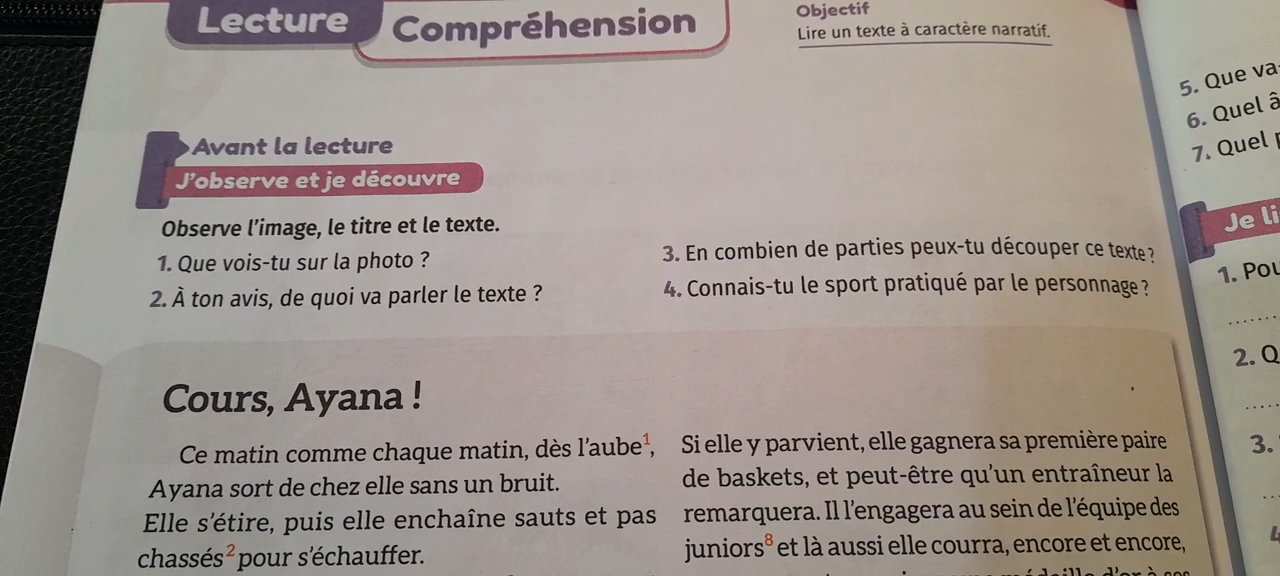 Lecture
Compréhension
Objectif
Lire un texte à caractère narratif.
Avant la lecture
J'observe et je découvre
Observe l'image, le titre et le texte.
1. Que vois-tu sur la photo ?
2. À ton avis, de quoi va parler le texte ?
3. En combien de parties peux-tu découper ce texte ?
4. Connais-tu le sport pratiqué par le personnage ?
Cours, Ayana !
Ce matin comme chaque matin, dès l'aube1,
Ayana sort de chez elle sans un bruit.
Elle s'étire, puis elle enchaîne sauts et pas
chassés2 pour s'échauffer.
Si elle y parvient, elle gagnera sa première paire
de baskets, et peut-être qu'un entraîneur la
remarquera. Il l'engagera au sein de l'équipe des
juniors8 et là aussi elle courra, encore et encore,
5. Que va
6. Quel â
7. Quel
Je li
1. Pou
2. Q
3.